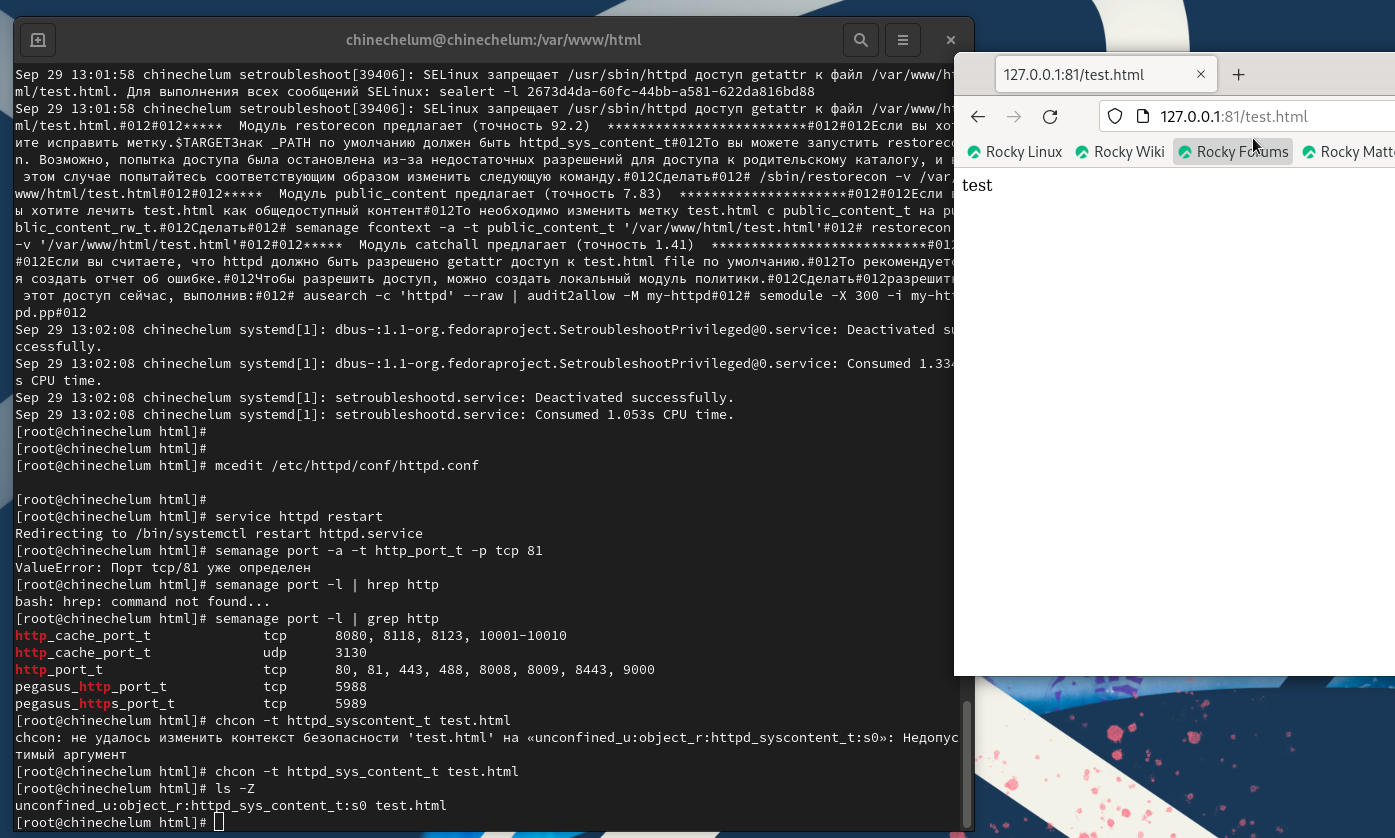 chinechelum@chinechelum:/var/www/html
Sep 29 13:01:58 chinechelum setroubleshoot[39406]: SELinux запрещает /usr/sbin/httpd доступ getattr к файл /var/www/ht
ml/test.html. Для выполнения всех сообщений SELinux: sealert -l 2673d4da-60fc-44bb-a581-622da816bd88
Sep 29 13:01:58 chinechelum setroubleshoot[39406]: SELinux запрещает /usr/sbin/httpd доступ getattr к файл /var/www/ht
ml/test.html.#012#012***** Модуль restorecon предлагает (точность 92.2) **************************#012#012Если вы хот
ите исправить метку.$TARGETЗнак _PATH по умолчанию должен быть httpd_sys_content_t#012То вы можете запустить restoreco
n. Возможно, попытка доступа была остановлена из-за недостаточных разрешений для доступа к родительскому каталогу, и в
этом случае попытайтесь соответствующим образом изменить следующую команду.#012Сделать#012# /sbin/restorecon -v /var/
www/html/test.html#012#012***** Модуль public_content предлагает (точность 7.83) *********************#012#012Если в
ы хотите лечить test.html как общедоступный контент#012То необходимо изменить метку test.html с public_content_t на pu
blic_content_rw_t.#012Сделать#012# semanage fcontext -a -t public_content_t '/var/www/html/test.html'#012# restorecon
-v '/var/www/html/test.html'#012#012***** Модуль catchall предлагает (точность 1.41) ***************************#012
#012Если вы считаете, что httpd должно быть разрешено getattr доступ к test.html file по умолчанию.#012То рекомендуетс
я создать отчет об ошибке.#012Чтобы разрешить доступ, можно создать локальный модуль политики.#012Сделать#012разрешить
этот доступ сейчас, выполнив:#012# ausearch -c 'httpd' --raw | audit2allow -M my-httpd#012# semodule -X 300 -i my-htt
pd.pp#012
Sep 29 13:02:08 chinechelum systemd[1]: dbus-:1.1-org.fedoraproject.SetroubleshootPrivileged@0.service: Deactivated su
ccessfully.
Sep 29 13:02:08 chinechelum systemd[1]: dbus-:1.1-org.fedoraproject.SetroubleshootPrivileged@0.service: Consumed 1.334
s CPU time.
Sep 29 13:02:08 chinechelum systemd[1]: setroubleshootd.service: Deactivated successfully.
Sep 29 13:02:08 chinechelum systemd[1]: setroubleshootd.service: Consumed 1.053s CPU time.
[root@chinechelum html]#
[root@chinechelum html]#
[root@chinechelum html]# mcedit /etc/httpd/conf/httpd.conf
[root@chinechelum html]#
[root@chinechelum html]# service httpd restart
Redirecting to /bin/systemctl restart httpd.service
[root@chinechelum html]# semanage port -a -t http_port_t -p tcp 81
ValueError: Порт tcp/81 уже определен
[root@chinechelum html]# semanage port -l | hrep http
bash: hrep: command not found...
[root@chinechelum html]# semanage port -l | grep http
http_cache_port_t tcp 8080, 8118, 8123, 10001-10010
http_cache_port_t udp 3130
http_port_t tcp 80, 81, 443, 488, 8008, 8009, 8443, 9000
pegasus_http_port_t tcp 5988
pegasus_https_port_t tcp 5989
[root@chinechelum html]# chcon -t httpd_syscontent_t test.html
chcon: не удалось изменить контекст безопасности 'test.html' на «unconfined_u:object_r:httpd_syscontent_t:s0»: Недопус
тимый аргумент
[root@chinechelum html]# chcon -t httpd_sys_content_t test.html
[root@chinechelum html]# ls -Z
unconfined_u:object_r:httpd_sys_content_t:s0 test.html
[root@chinechelum html]#
127.0.0.1:81/test.html
127.0.0.1:81/test.html
Rocky Linux Rocky Wiki Rocky Forums Rocky Matt
test